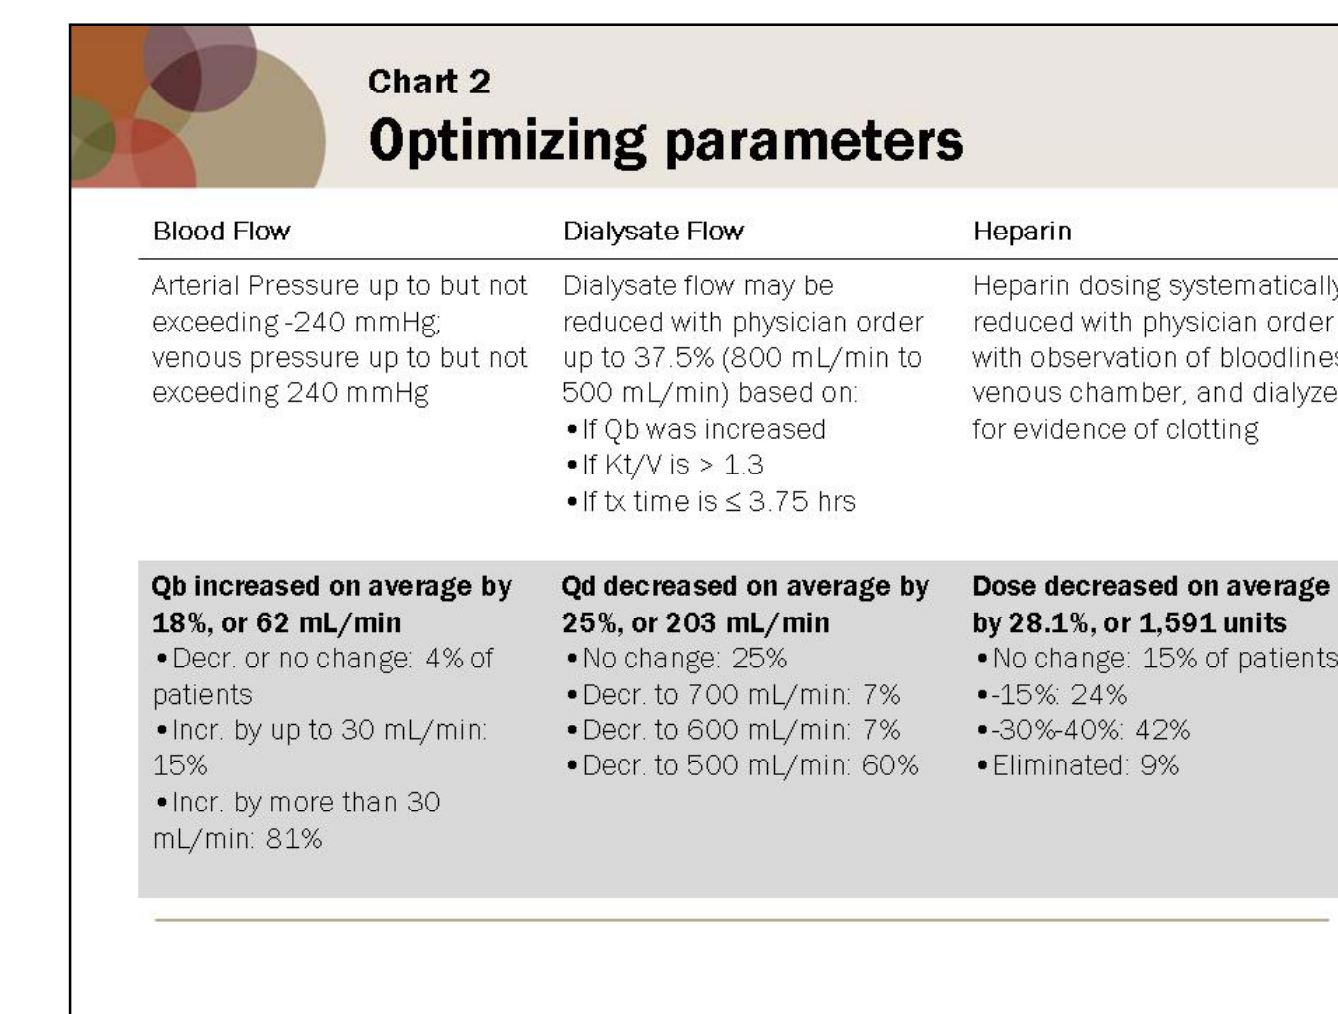 Chart 2
Optimizing parameters
Blood Flow
Arterial Pressure up to but not
exceeding -240 mmHg;
venous pressure up to but not
exceeding 240 mmHg
Dialysate Flow
Dialysate flow may be
reduced with physician order
up to 37.5% (800 mL/min to
500 mL/min) based on:
•If Qb was increased
•If Kt/V is > 1.3
•If tx time is ≤ 3.75 hrs
Heparin
Heparin dosing systematically
reduced with physician order
with observation of bloodlines
venous chamber, and dialyze
for evidence of clotting
Qb increased on average by
18%, or 62 mL/min
•Decr. or no change: 4% of
patients
•Incr. by up to 30 mL/min:
15%
•Incr. by more than 30
mL/min: 81%
Qd decreased on average by
25%, or 203 mL/min
•No change: 25%
•Decr. to 700 mL/min: 7%
•Decr. to 600 mL/min: 7%
•Decr. to 500 mL/min: 60%
Dose decreased on average
by 28.1%, or 1,591 units
•No change: 15% of patients
•-15%: 24%
•-30%-40%: 42%
•Eliminated: 9%